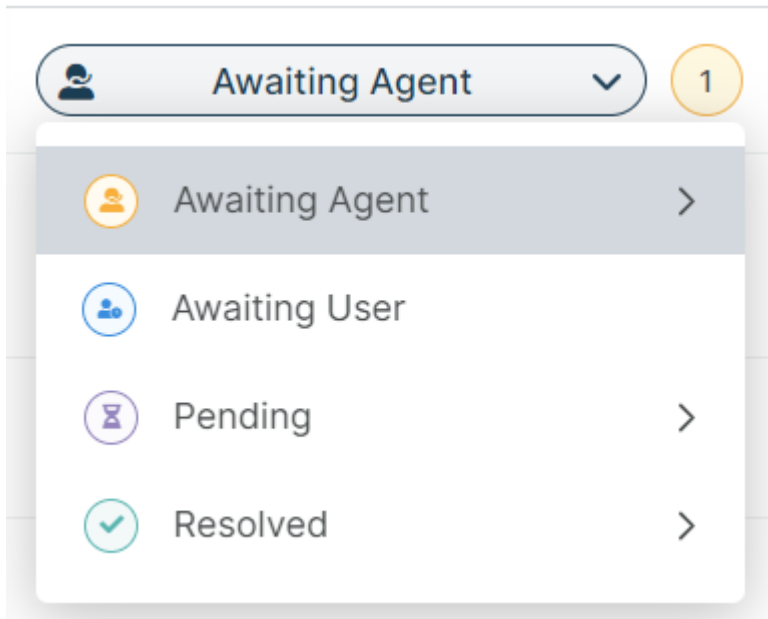 Awaiting Agent
1
Awaiting Agent
Awaiting User
Pending
Resolved